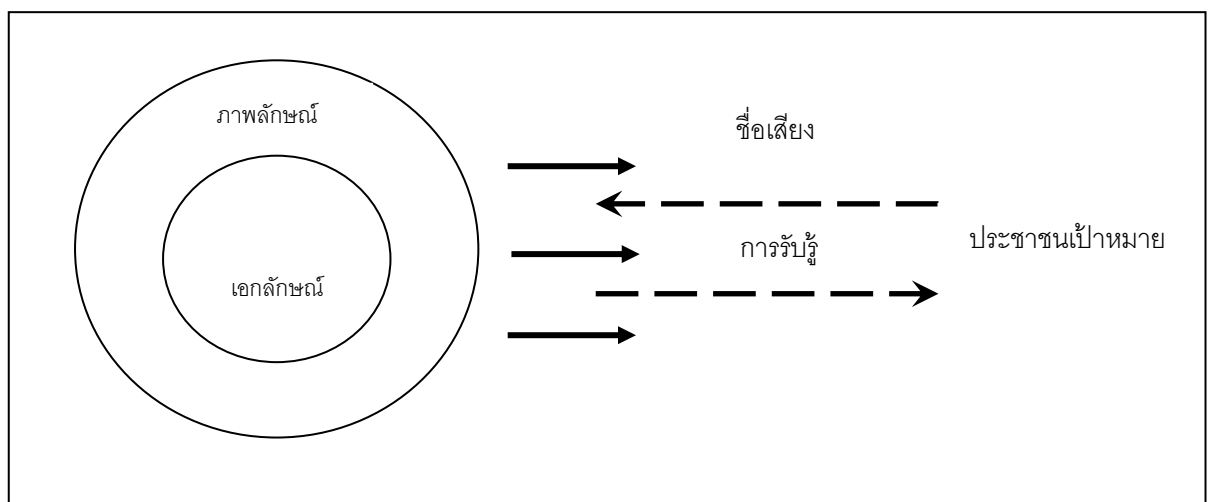 ภาพลักษณ์
ชื่อเสียง
ประชาชนเป้าหมาย
การรับรู้
เอกลักษณ์